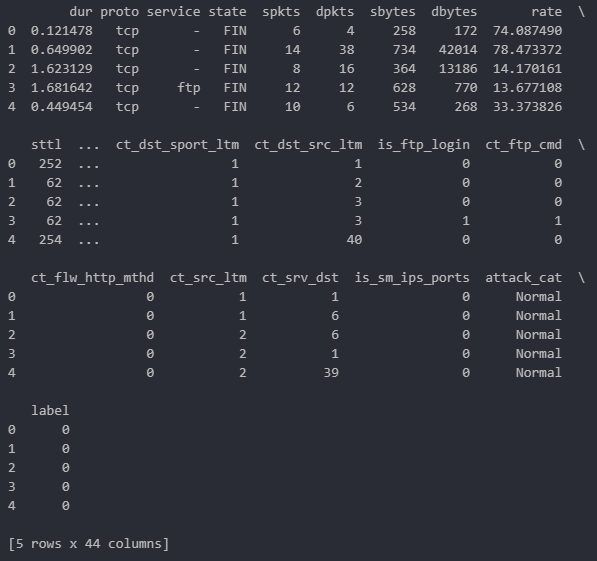 dur proto service state spkts dpkts sbytes dbytes rate \
0 0.121478 tcp - FIN 6 4 258 172 74.087490
1 0.649902 tcp - FIN 14 38 734 42014 78.473372
2 1.623129 tcp - FIN 8 16 364 13186 14.170161
3 1.681642 tcp ftp FIN 12 12 628 770 13.677108
4 0.449454 tcp - FIN 10 6 534 268 33.373826
sttl ... ct_dst_sport_ltm ct_dst_src_ltm is_ftp_login ct_ftp_cmd \
0 252 ... 1 1 0 0
1 62 ... 1 2 0 0
2 62 ... 1 3 0 0
3 62 ... 1 3 1 1
4 254 ... 1 40 0 0
ct_flw_http_mthd ct_src_ltm ct_srv_dst is_sm_ips_ports attack_cat \
0 0 1 1 0 Normal
1 0 1 6 0 Normal
2 0 2 6 0 Normal
3 0 2 1 0 Normal
4 0 2 39 0 Normal
label
0 0
1 0
2 0
3 0
4 0
[5 rows x 44 columns]